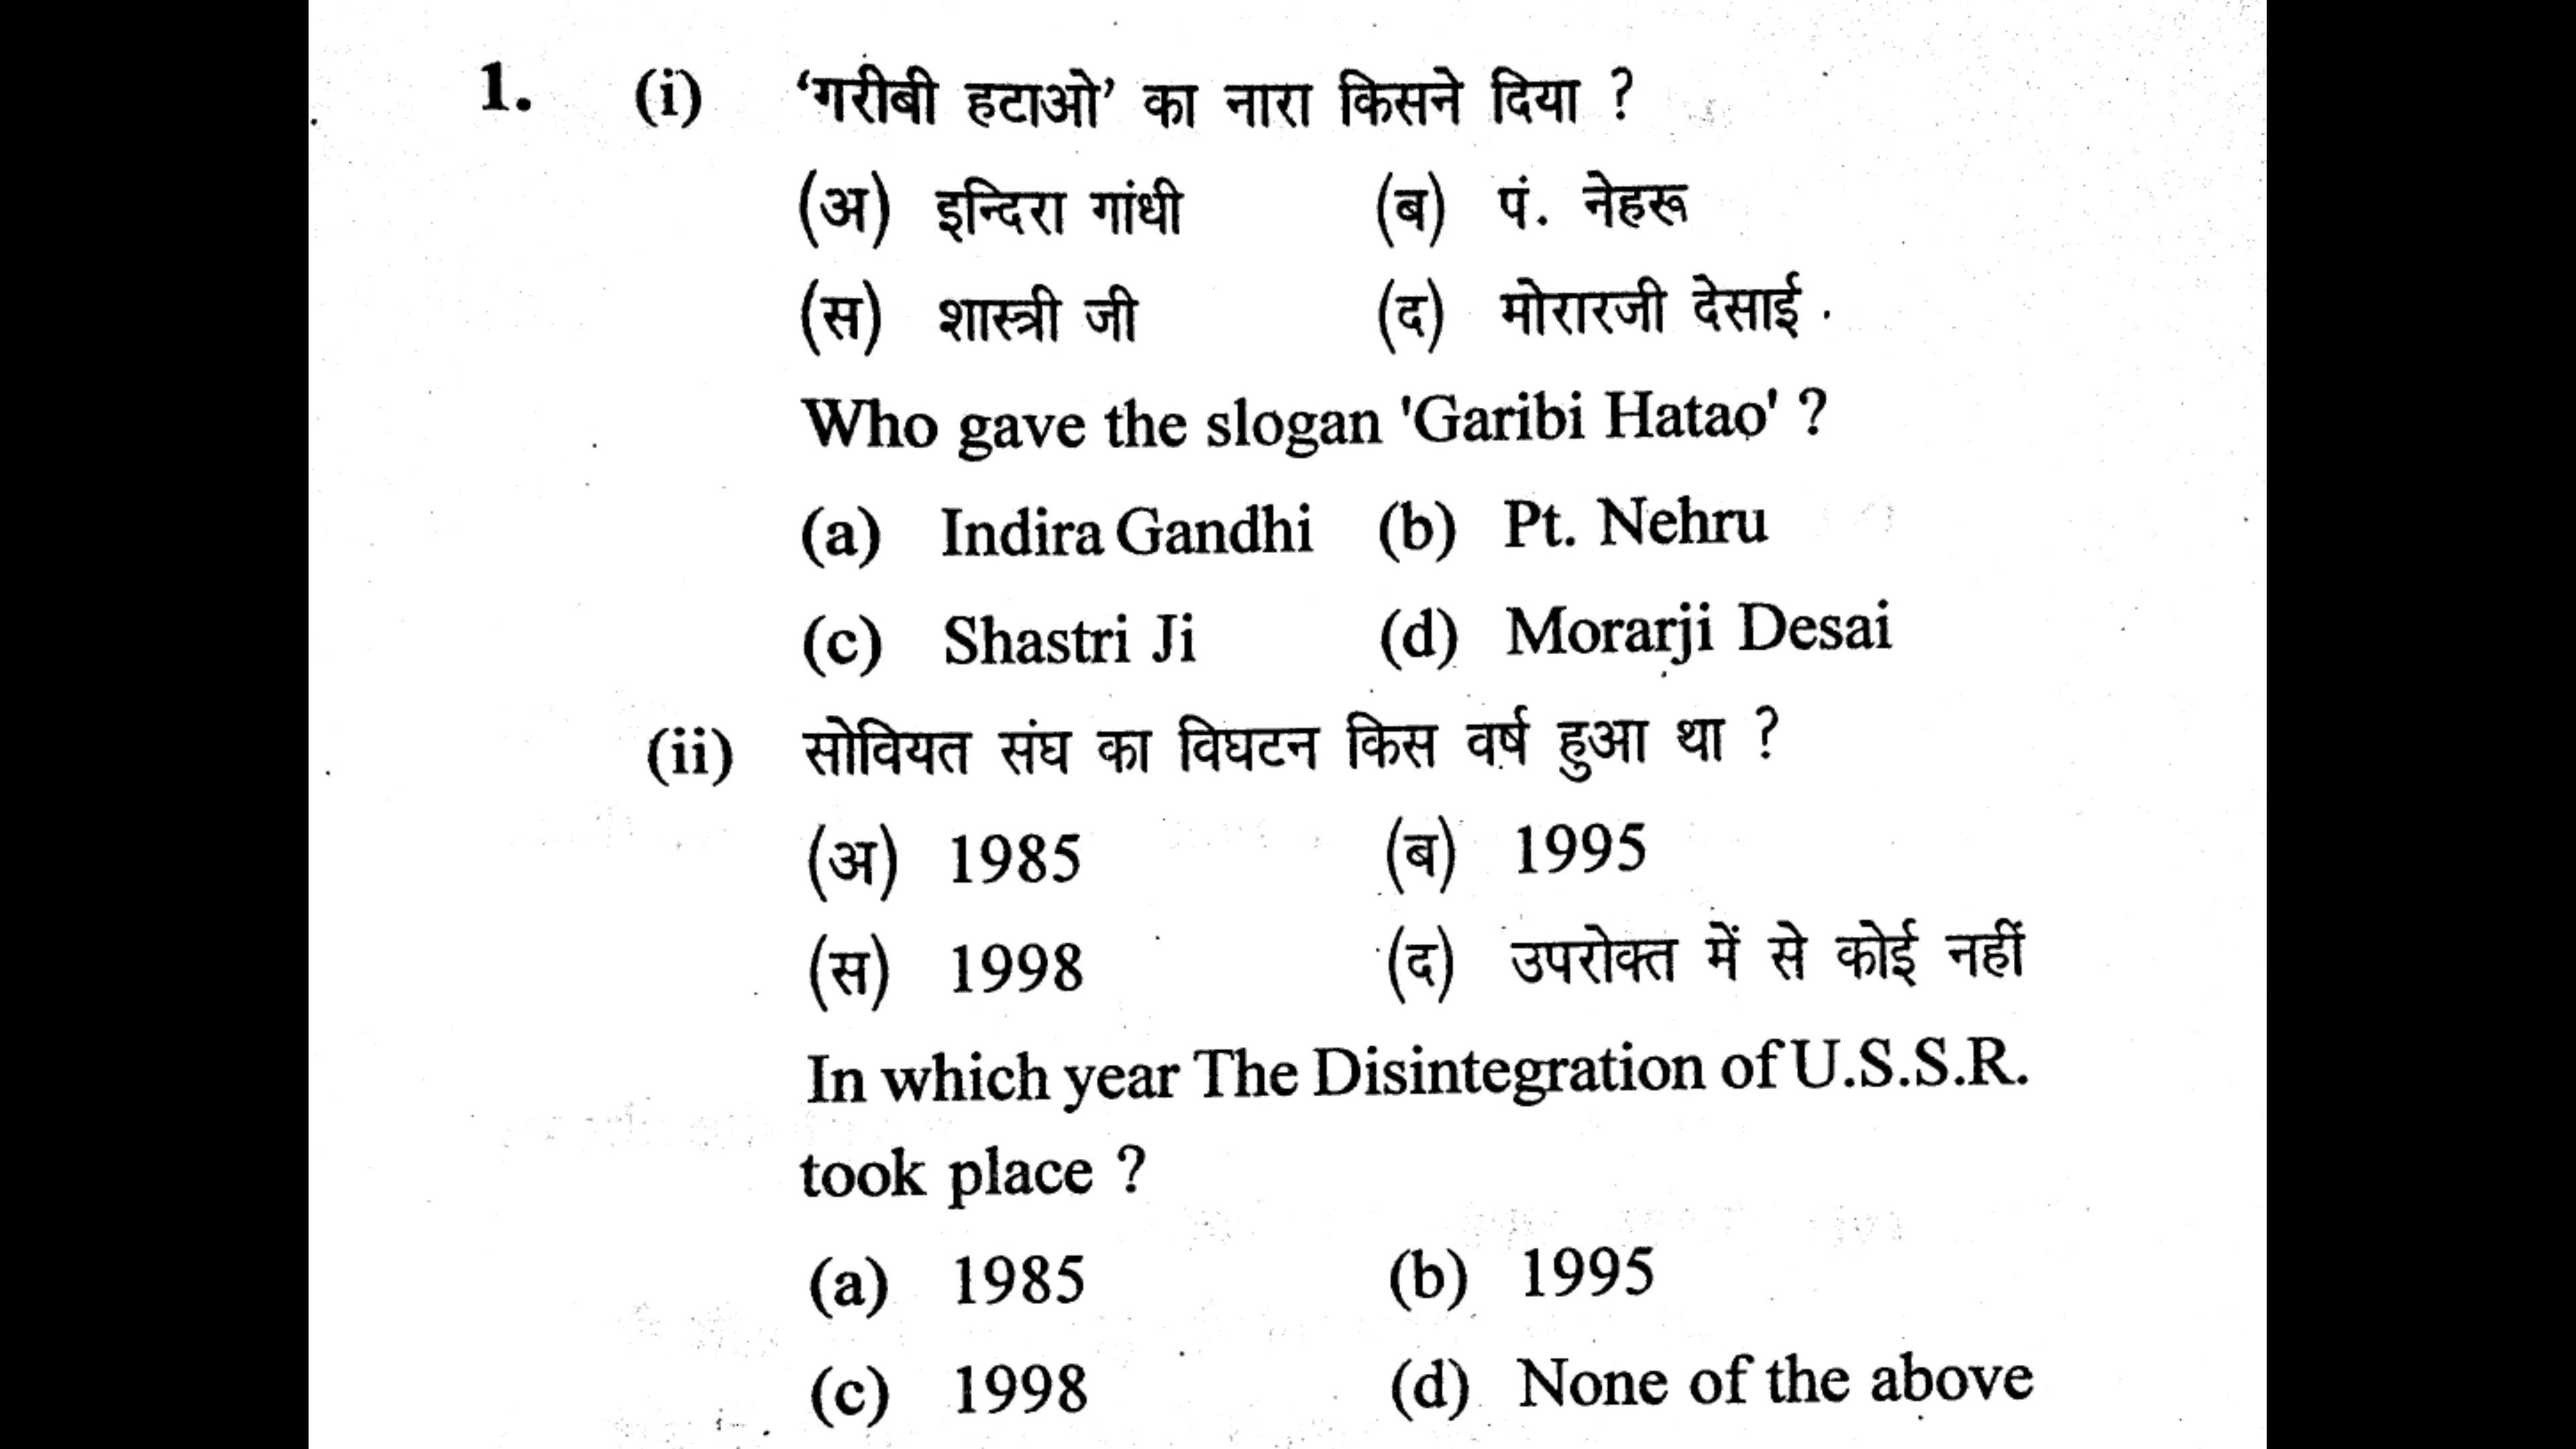 1. (i) ‘गरीबी हटाओ’ का नारा किसने दिया ?
(अ) इन्दिरा गांधी (ब) पं. नेहरू
(स) शास्त्री जी (द) मोरारजी देसाई
Who gave the slogan 'Garibi Hatao' ?
(a) Indira Gandhi (b) Pt. Nehru
(c) Shastri Ji (d) Morarji Desai
(ii) सोवियत संघ का विघटन किस वर्ष हुआ था ?
(अ) 1985 (ब) 1995
(स) 1998 (द) उपरोक्त में से कोई नहीं
In which year The Disintegration of U.S.S.R.
took place ?
(a) 1985 (b) 1995
(c) 1998 (d) None of the above